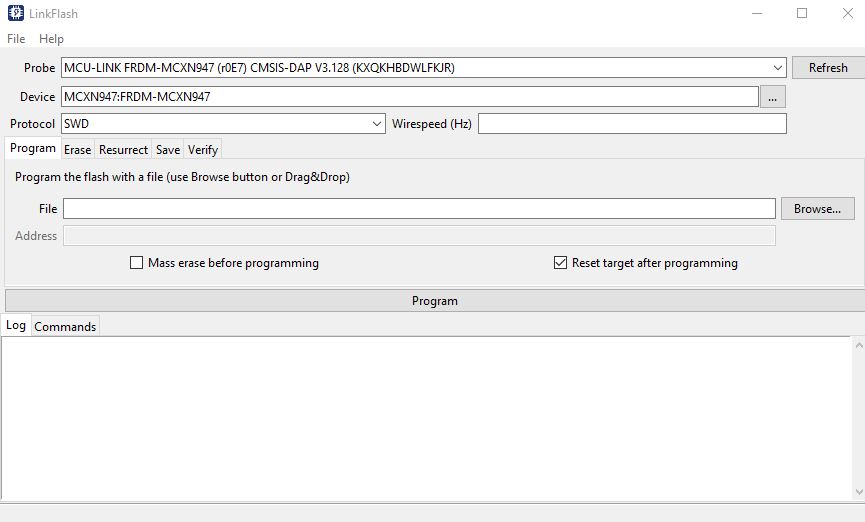 LinkFlash
File Help
Probe MCU-LINK FRDM-MCXN947 (r0E7) CMSIS-DAP V3.128 (KXQKHBDWLFKJR) Refresh
Device MCXN947:FRDM-MCXN947 ...
Protocol SWD Wirespeed (Hz)
Program Erase Resurrect Save Verify
Program the flash with a file (use Browse button or Drag&Drop)
File Browse...
Address
Mass erase before programming Reset target after programming
Program
Log Commands